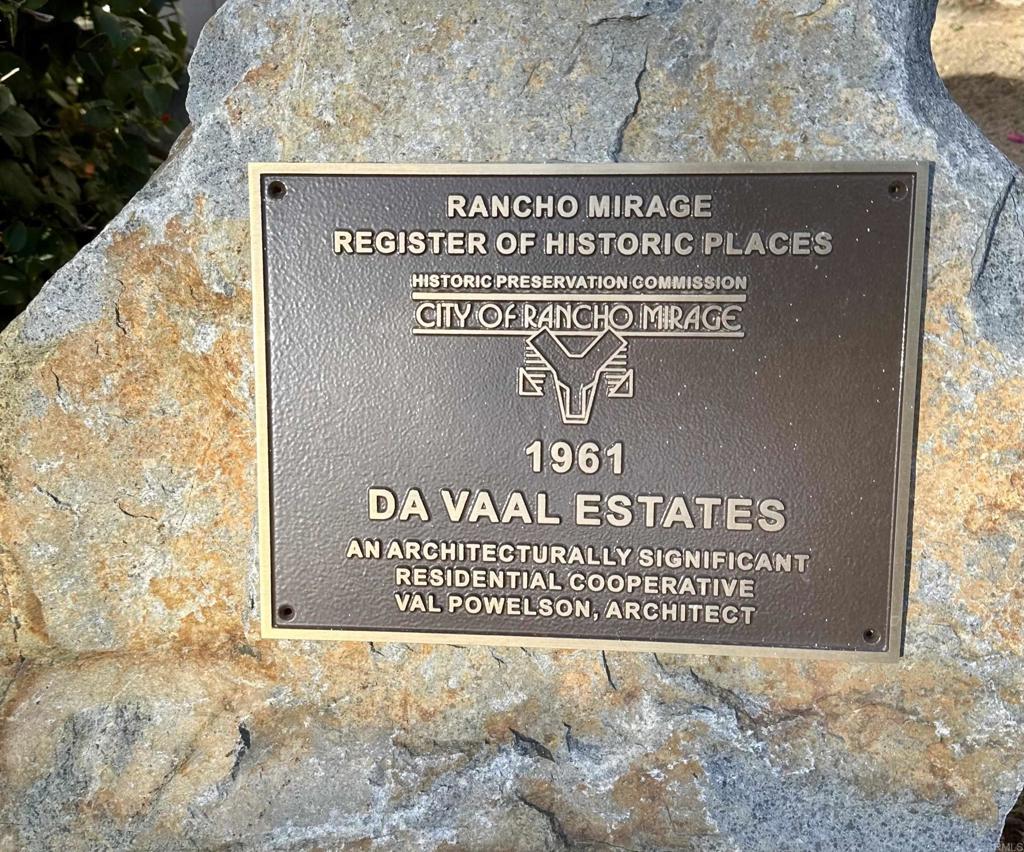 RANCHO MIRAGE
REGISTER OF HISTORIC PLACES
HISTORIC PRESERVATION COMMISSION
CITY OF RANCHO MIRAGE
1961
DA VAAL ESTATES
AN ARCHITECTURALLY SIGNIFICANT
RESIDENTIAL COOPERATIVE
VAL POWELSON, ARCHITECT